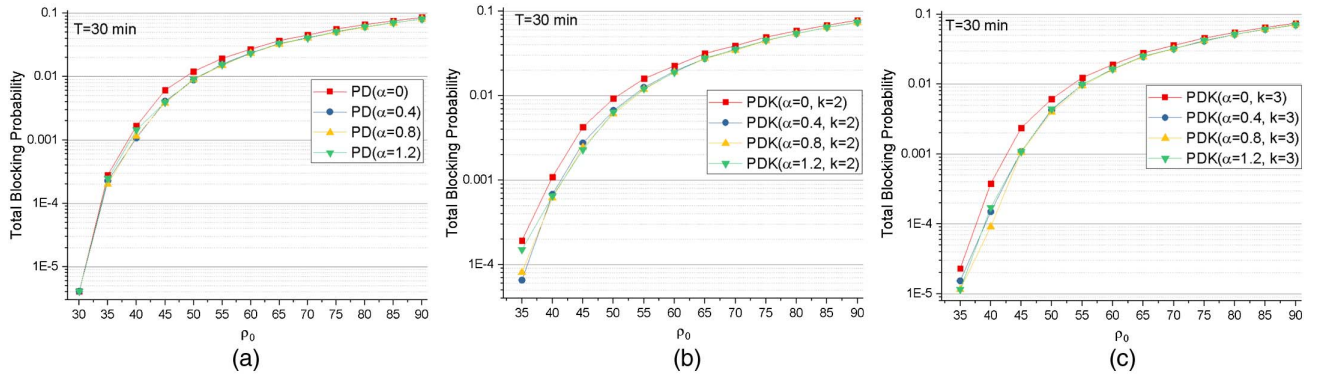 T=30 min
Total Blocking Probability
0.1
0.01
0.001
1E-4
1E-5
PD(α=0)
PD(α=0.4)
PD(α=0.8)
PD(α=1.2)
30 35 40 45 50 55 60 65 70 75 80 85 90
ρ0
(a)
T=30 min
Total Blocking Probability
0.1
0.01
0.001
1E-4
PDK(α=0, k=2)
PDK(α=0.4, k=2)
PDK(α=0.8, k=2)
PDK(α=1.2, k=2)
35 40 45 50 55 60 65 70 75 80 85 90
ρ0
(b)
T=30 min
Total Blocking Probability
0.1
0.01
0.001
1E-4
1E-5
PDK(α=0, k=3)
PDK(α=0.4, k=3)
PDK(α=0.8, k=3)
PDK(α=1.2, k=3)
35 40 45 50 55 60 65 70 75 80 85 90
ρ0
(c)